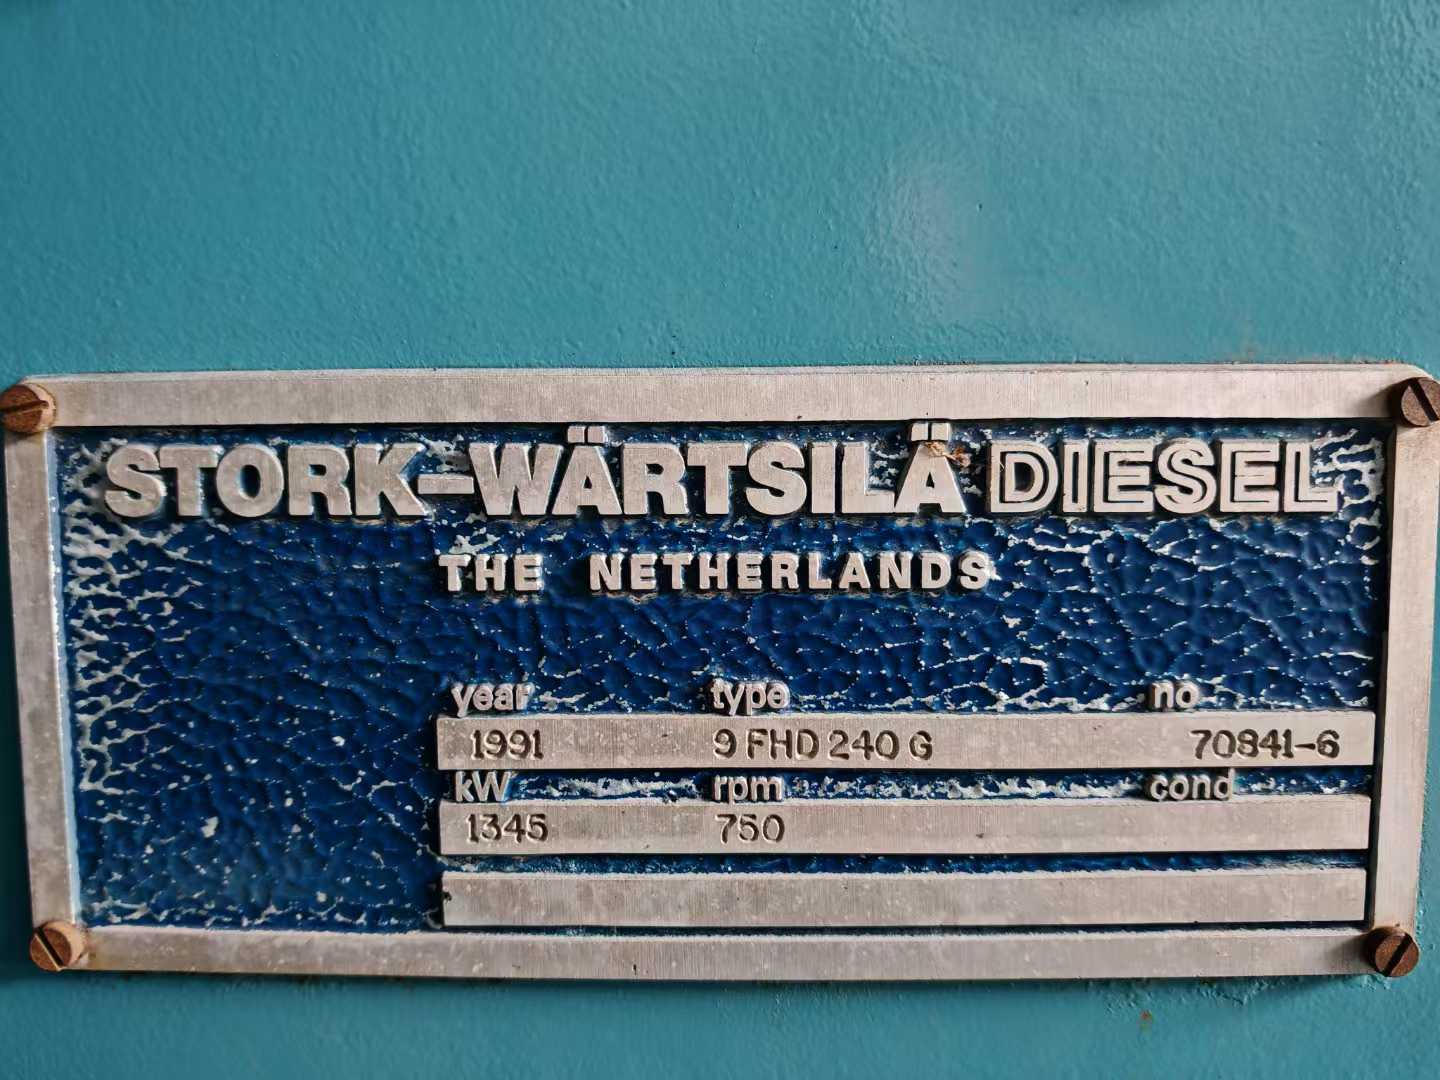 STORK-WÄRTSILÄ DIESEL
THE NETHERLANDS
year type no
1991 9 FHD 240 G 70841-6
kW rpm cond
1345 750